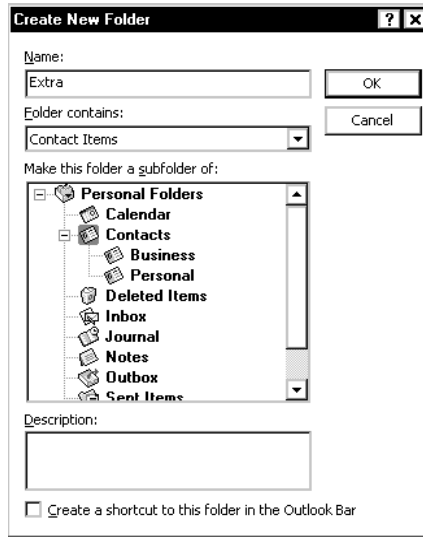 Create New Folder
Name:
Extra
OK
Folder contains:
Cancel
Contact Items
Make this folder a subfolder of:
Personal Folders
Calendar
Contacts
Business
Personal
Deleted Items
Inbox
Journal
Notes
Outbox
Sent Items
Description:
Create a shortcut to this folder in the Outlook Bar